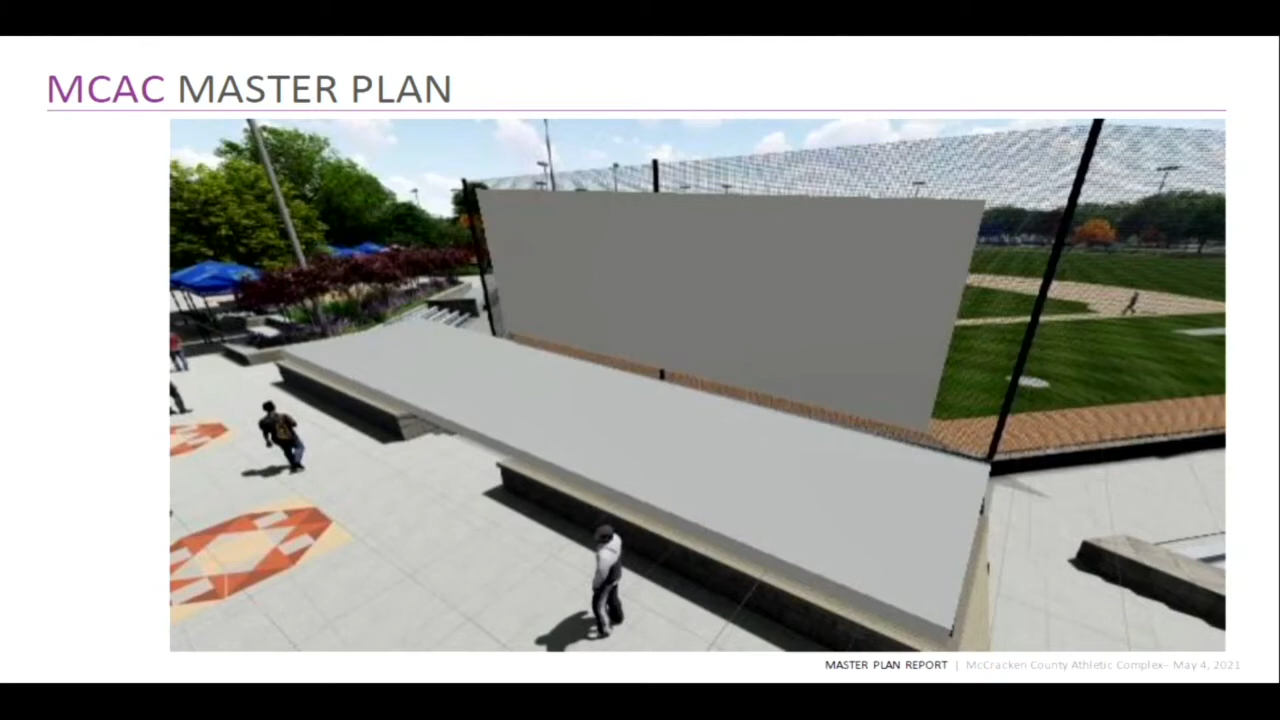 MCAC MASTER PLAN
MASTER PLAN REPORT | McCracken County Athletic Complex– May 4, 2021